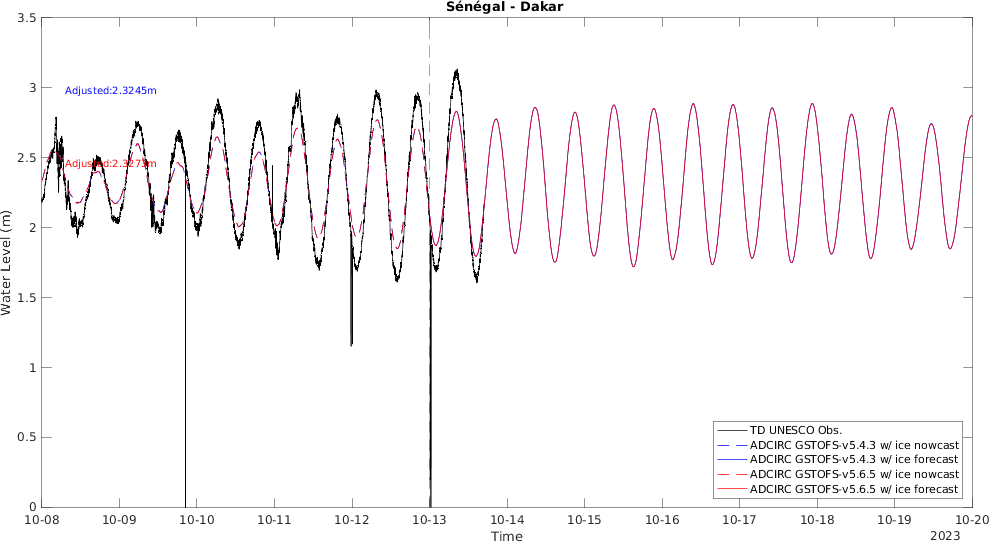 Sénégal - Dakar
3.5
3
2.5
2
1.5
1
0.5
0
Water Level (m)
Adjusted:2.3245m
Adjusted:2.3273m
TD UNESCO Obs.
ADCIRC GSTOFS-v5.4.3 w/ ice nowcast
ADCIRC GSTOFS-v5.4.3 w/ ice forecast
ADCIRC GSTOFS-v5.6.5 w/ ice nowcast
ADCIRC GSTOFS-v5.6.5 w/ ice forecast
10-08 10-09 10-10 10-11 10-12 10-13 10-14 10-15 10-16 10-17 10-18 10-19 10-20
Time
2023